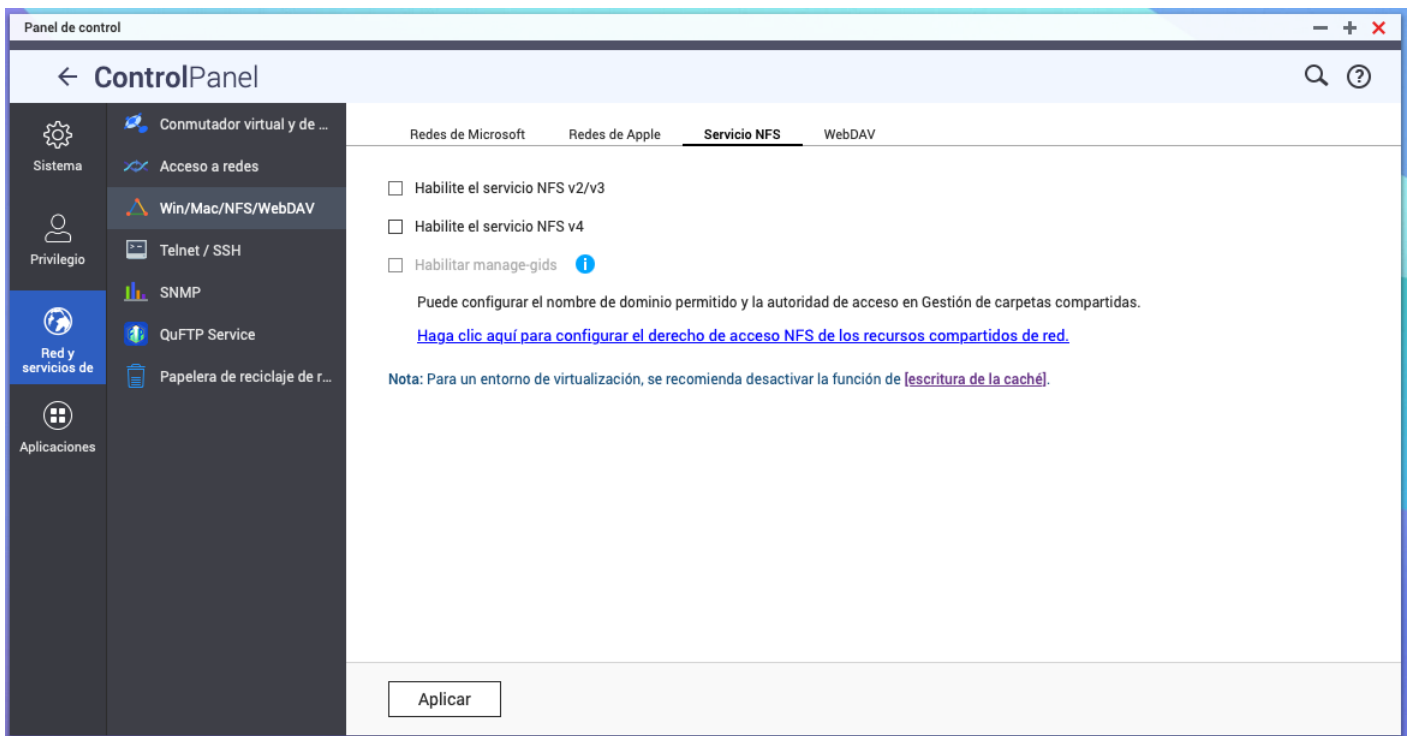 Panel de control
ControlPanel
Sistema
Privilegio
Red y
servicios de
Aplicaciones
Conmutador virtual y de ...
Acceso a redes
Win/Mac/NFS/WebDAV
Telnet / SSH
SNMP
QuFTP Service
Papelera de reciclaje de r...
Redes de Microsoft Redes de Apple Servicio NFS WebDAV
Habilite el servicio NFS v2/v3
Habilite el servicio NFS v4
Habilitar manage-gids
Puede configurar el nombre de dominio permitido y la autoridad de acceso en Gestión de carpetas compartidas.
Haga clic aquí para configurar el derecho de acceso NFS de los recursos compartidos de red.
Nota: Para un entorno de virtualización, se recomienda desactivar la función de [escritura de la caché].
Aplicar